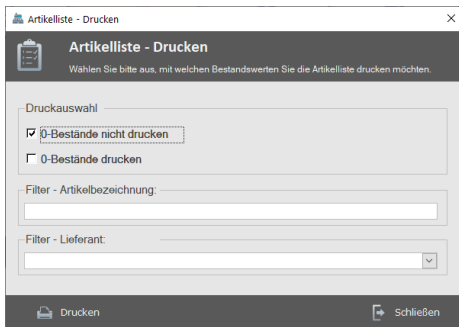 Artikelliste - Drucken
Artikelliste - Drucken
Wählen Sie bitte aus, mit welchen Bestandswerten Sie die Artikelliste drucken möchten.
Druckauswahl
0-Bestände nicht drucken
0-Bestände drucken
Filter - Artikelbezeichnung:
Filter - Lieferant:
Drucken
Schließen